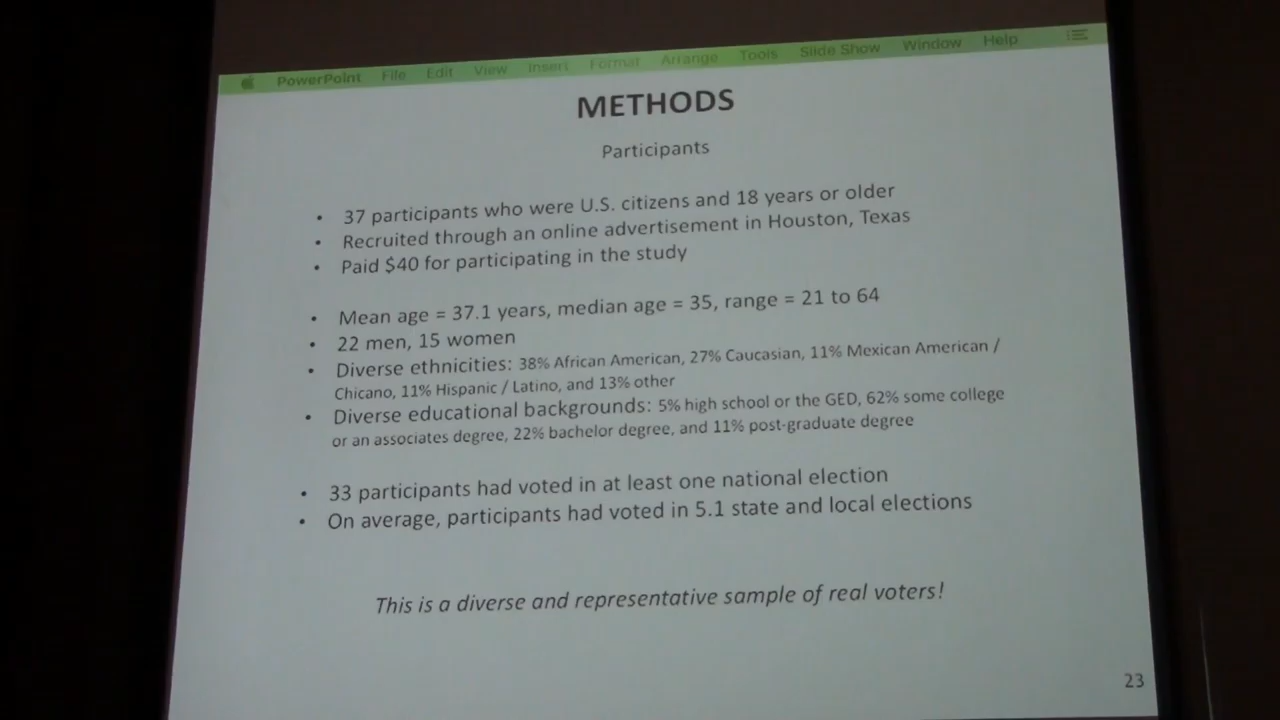 PowerPoint File Edit View Insert Format Arrange Tools Slide Show Window Help
METHODS
Participants
• 37 participants who were U.S. citizens and 18 years or older
• Recruited through an online advertisement in Houston, Texas
• Paid $40 for participating in the study
• Mean age = 37.1 years, median age = 35, range = 21 to 64
• 22 men, 15 women
• Diverse ethnicities: 38% African American, 27% Caucasian, 11% Mexican American /
Chicano, 11% Hispanic / Latino, and 13% other
• Diverse educational backgrounds: 5% high school or the GED, 62% some college
or an associates degree, 22% bachelor degree, and 11% post-graduate degree
• 33 participants had voted in at least one national election
• On average, participants had voted in 5.1 state and local elections
This is a diverse and representative sample of real voters!
23